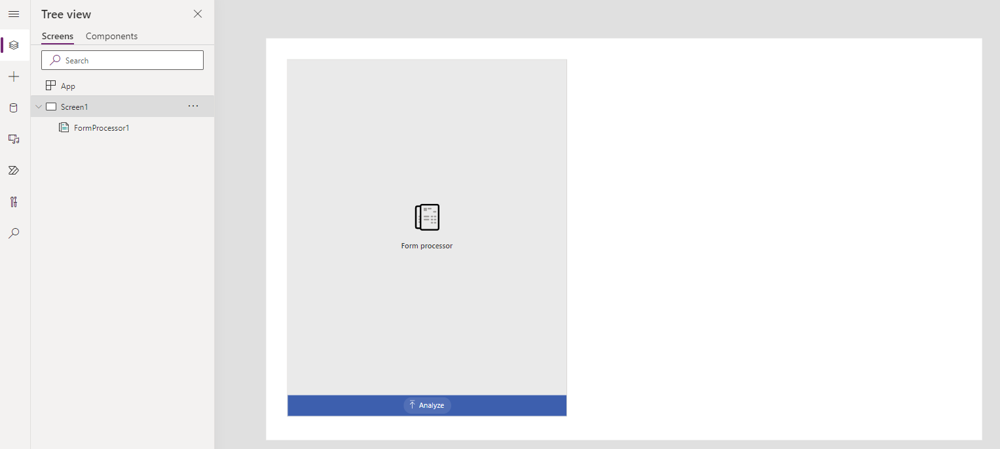 Tree view
Screens Components
Search
App
Screen1
FormProcessor1
Form processor
Analyze